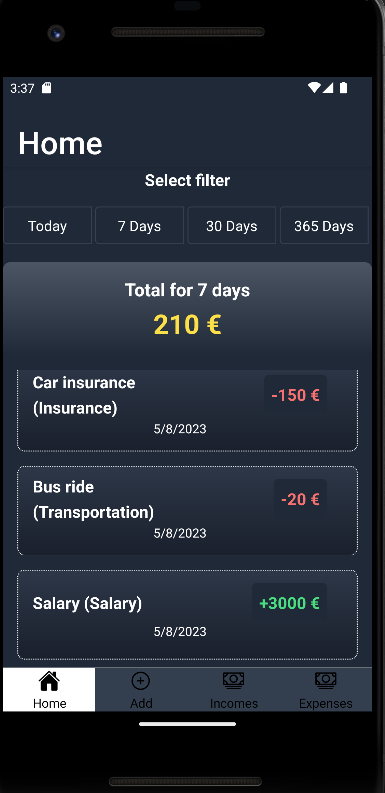 3:37
Home
Select filter
Today 7 Days 30 Days 365 Days
Total for 7 days
210 €
Car insurance
(Insurance)
-150 €
5/8/2023
Bus ride
(Transportation)
-20 €
5/8/2023
Salary (Salary)
+3000 €
5/8/2023
Home Add Incomes Expenses